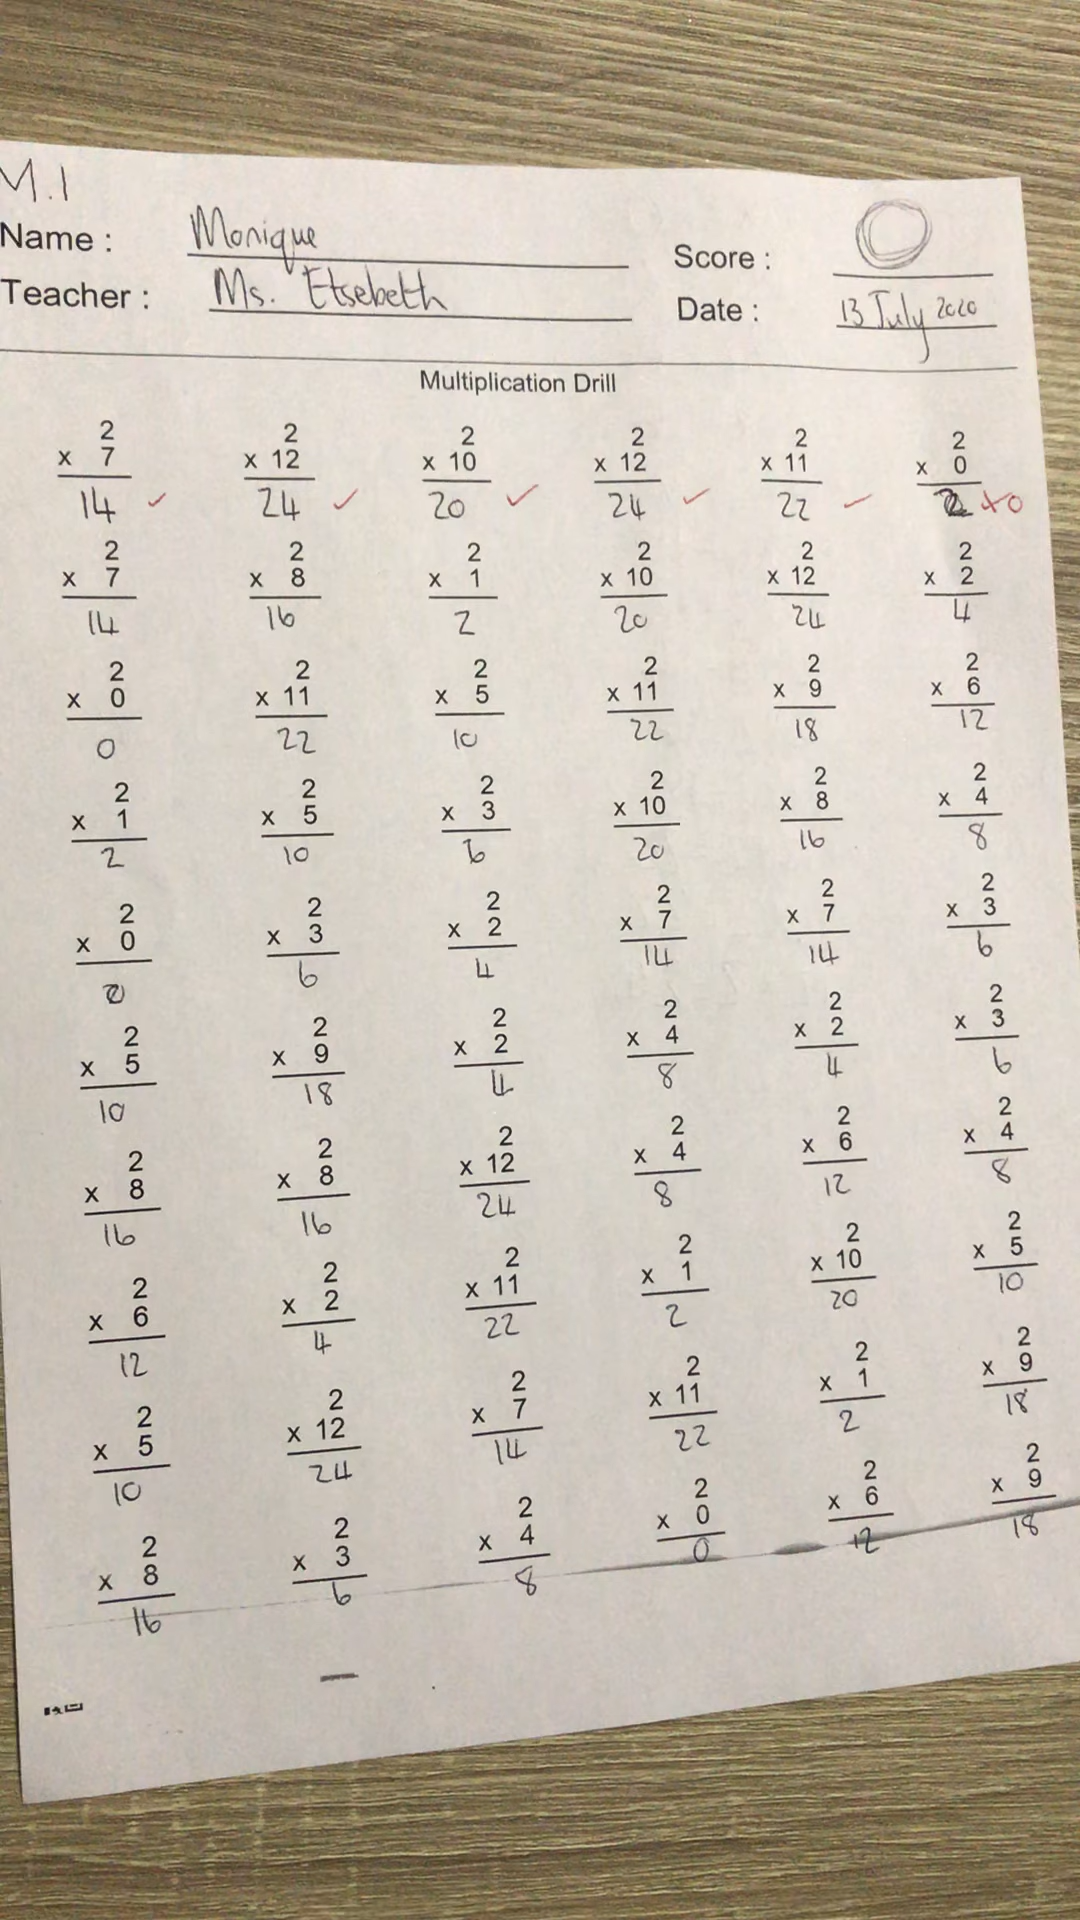 M.1
Name : Monique Score : O
Teacher : Ms. Etsebeth Date : 13 July 2020
Multiplication Drill
2 2 2 2 2 2
x 7 x 12 x 10 x 12 x 11 x 0
14 ✓ 24 ✓ 20 ✓ 24 ✓ 22 ✓ 2 x0
2 2 2 2 2 2
x 7 x 8 x 1 x 10 x 12 x 2
14 16 2 20 24 4
2 2 2 2 2 2
x 0 x 11 x 5 x 11 x 9 x 6
0 22 10 22 18 12
2 2 2 2 2 2
x 1 x 5 x 3 x 10 x 8 x 4
2 10 6 20 16 8
2 2 2 2 2 2
x 0 x 3 x 2 x 7 x 7 x 3
6 4 14 14 6
2 2 2 2 2 2
x 5 x 9 x 2 x 4 x 2 x 3
10 18 4 8 4 6
2 2 2 2 2 2
x 8 x 8 x 12 x 4 x 6 x 4
16 16 24 8 12 8
2 2 2 2 2 2
x 6 x 2 x 11 x 1 x 10 x 5
12 4 22 2 20 10
2 2 2 2 2 2
x 5 x 12 x 7 x 11 x 1 x 9
10 24 14 22 2 18
2 2 2 2 2 2
x 8 x 3 x 4 x 0 x 6 x 9
16 6 8 0 12 18